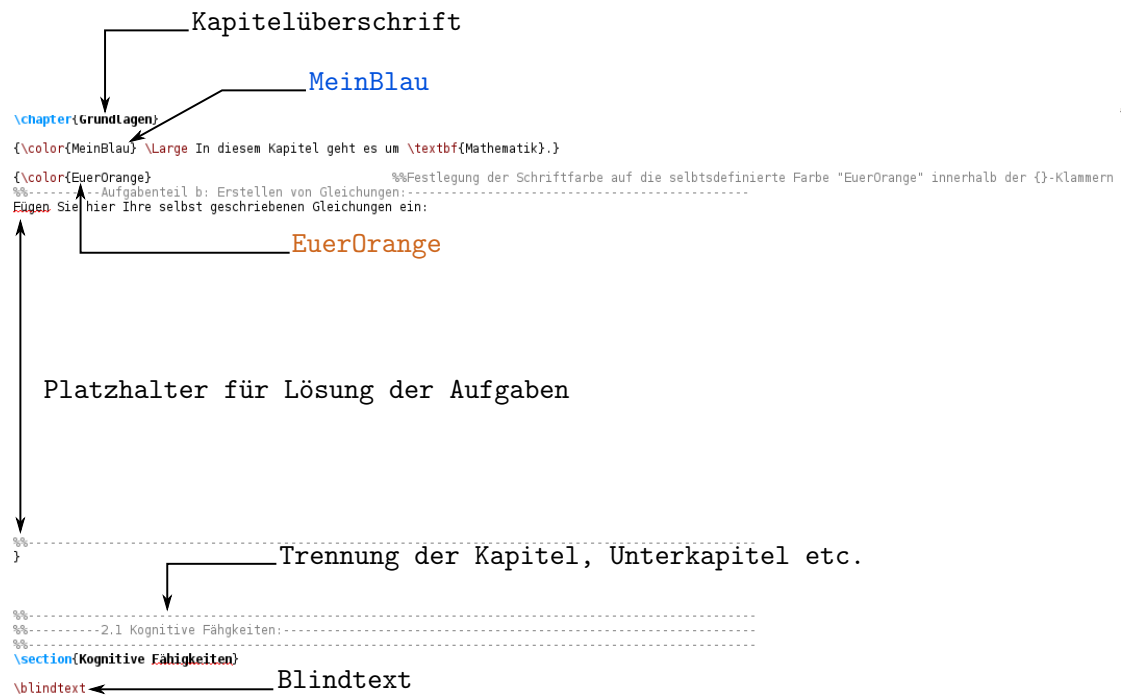 Kapitelüberschrift
MeinBlau
\chapter{Grundlagen}
{\color{MeinBlau} \Large In diesem Kapitel geht es um \textbf{Mathematik}.}
{\color{EuerOrange} %%Festlegung der Schriftfarbe auf die selbtsdefinierte Farbe "EuerOrange" innerhalb der {}-Klammern
%%----------Aufgabenteil b: Erstellen von Gleichungen:-----------------------------------------------
Fügen Sie hier Ihre selbst geschriebenen Gleichungen ein:
EuerOrange
Platzhalter für Lösung der Aufgaben
%%----------------------------------------------------------------------------------------------------
}
Trennung der Kapitel, Unterkapitel etc.
%%----------------------------------------------------------------------------------------------------
%%----------2.1 Kognitive Fähgkeiten:-----------------------------------------------------------------
%%----------------------------------------------------------------------------------------------------
\section{Kognitive Fähigkeiten}
\blindtext
Blindtext